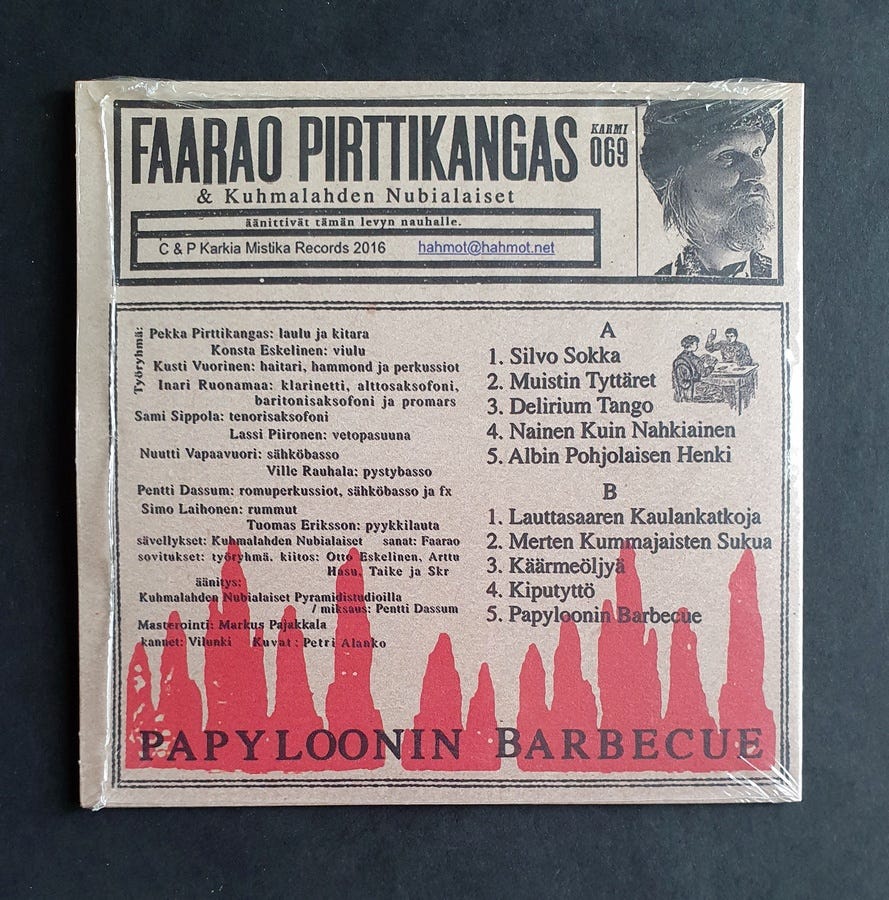 FAARAO PIRTTIKANGAS
KARMI
069
& Kuhmalahden Nubialaiset
äänittivät tämän levyn nauhalle.
C & P Karkia Mistika Records 2016 hahmot@hahmot.net
Työryhmä:
Pekka Pirttikangas: laulu ja kitara
Konsta Eskelinen: viulu
Kusti Vuorinen: haitari, hammond ja perkussiot
Inari Ruonamaa: klarinetti, alttosaksofoni,
baritonisaksofoni ja promars
Sami Sippola: tenorisaksofoni
Lassi Piironen: vetopasuuna
Nuutti Vapaavuori: sähköbasso
Ville Rauhala: pystybasso
Pentti Dassum: romuperkussiot, sähköbasso ja fx
Simo Laihonen: rummut
Tuomas Eriksson: pyykkilauta
sävellykset: Kuhmalahden Nubialaiset sanat: Faarao
sovitukset: työryhmä. kiitos: Otto Eskelinen, Arttu
Hasu, Taike ja Skr
äänitys:
Kuhmalahden Nubialaiset Pyramidistudioilla
/ miksaus: Pentti Dassum
Masterointi: Markus Pajakkala
kannet: Vilunki Kuvat: Petri Alanko
A
1. Silvo Sokka
2. Muistin Tyttäret
3. Delirium Tango
4. Nainen Kuin Nahkiainen
5. Albin Pohjolaisen Henki
B
1. Lauttasaaren Kaulankatkoja
2. Merten Kummajaisten Sukua
3. Käärmeöljyä
4. Kiputyttö
5. Papyloonin Barbecue
PAPYLOONIN BARBECUE